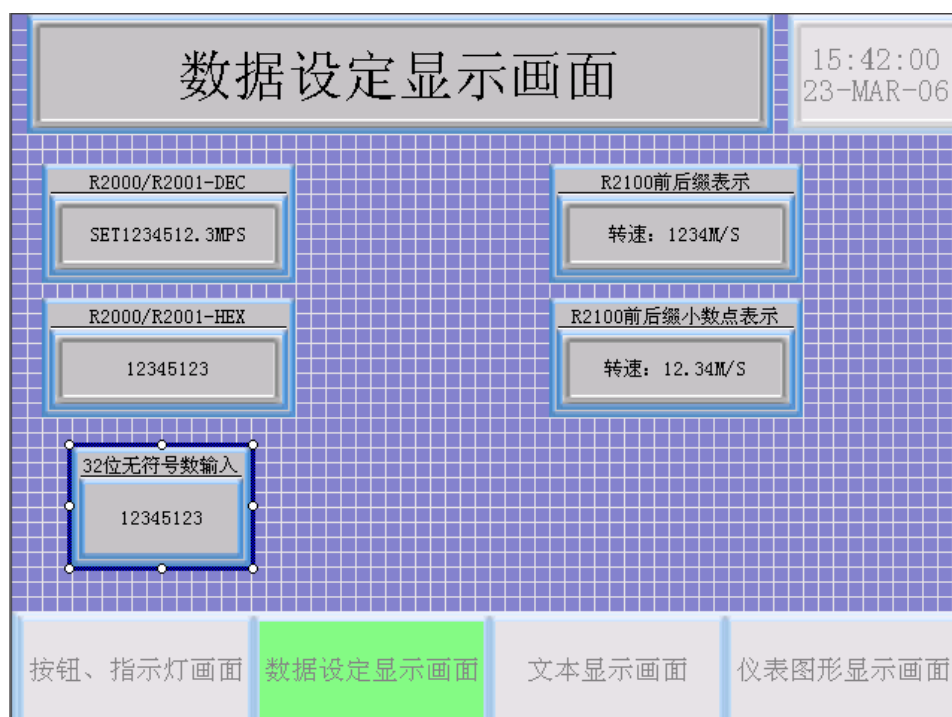 数据设定显示画面
15:42:00
23-MAR-06
R2000/R2001-DEC
SET1234512.3MPS
R2100前后缀表示
转速: 1234M/S
R2000/R2001-HEX
12345123
R2100前后缀小数点表示
转速: 12.34M/S
32位无符号数输入
12345123
按钮、指示灯画面
数据设定显示画面
文本显示画面
仪表图形显示画面